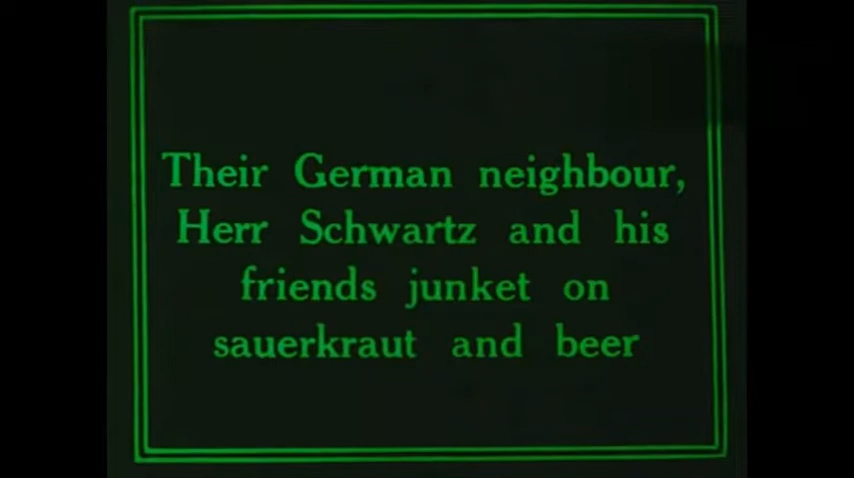 Their German neighbour,
Herr Schwartz and his
friends junket on
sauerkraut and beer